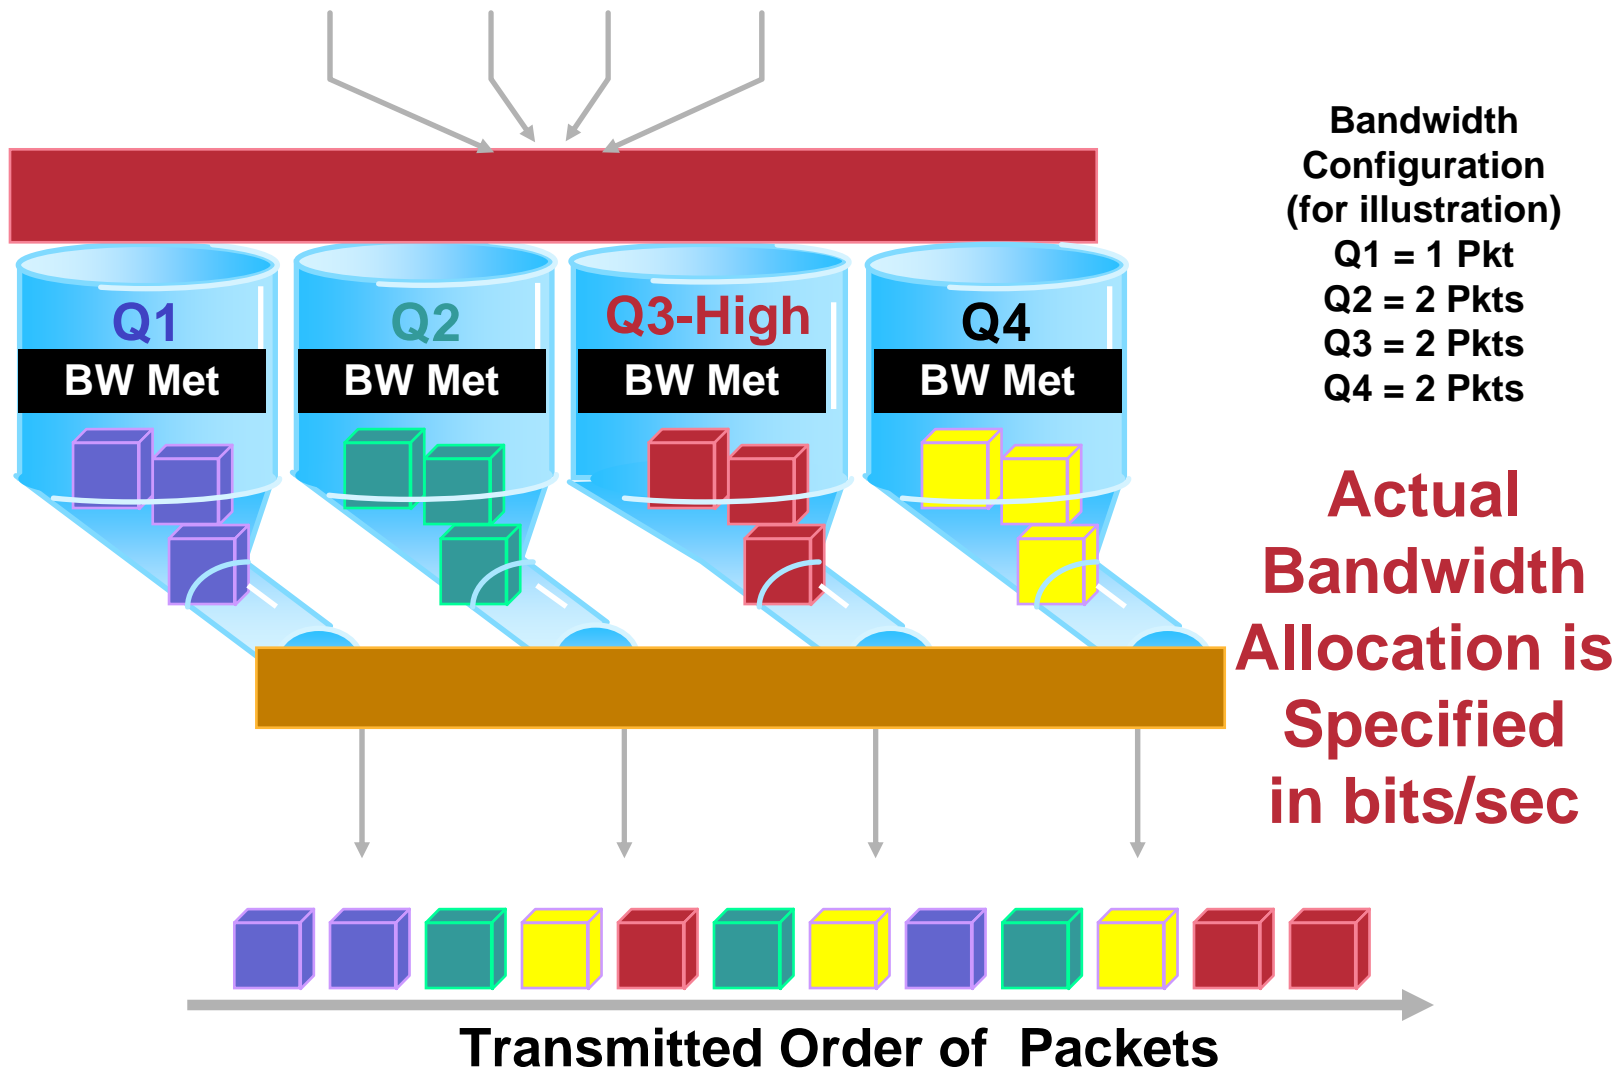 Bandwidth
Configuration
(for illustration)
Q1 = 1 Pkt
Q2 = 2 Pkts
Q3 = 2 Pkts
Q4 = 2 Pkts
Q1
Q2
Q3-High
Q4
BW Met
BW Met
BW Met
BW Met
Actual
Bandwidth
Allocation is
Specified
in bits/sec
Transmitted Order of  Packets